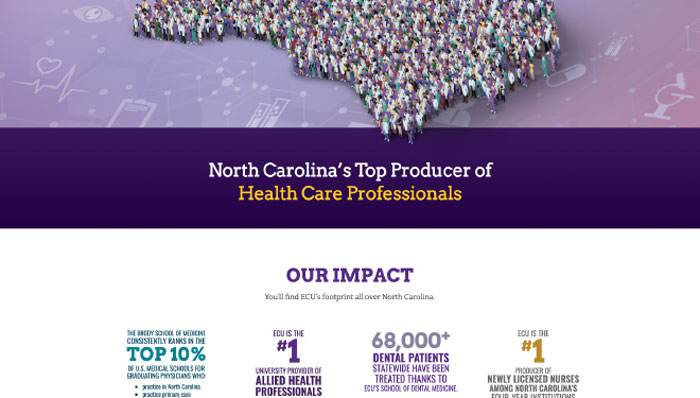 North Carolina’s Top Producer of
Health Care Professionals
OUR IMPACT
You'll find ECU's footprint all over North Carolina.
THE BRODY SCHOOL OF MEDICINE
CONSISTENTLY RANKS IN THE
TOP 10%
OF U.S. MEDICAL SCHOOLS FOR
GRADUATING PHYSICIANS WHO:
• practice in North Carolina
• practice primary care
ECU IS THE
#1
UNIVERSITY PROVIDER OF
ALLIED HEALTH
PROFESSIONALS
68,000+
DENTAL PATIENTS
STATEWIDE HAVE BEEN
TREATED THANKS TO
ECU'S SCHOOL OF DENTAL MEDICINE.
ECU IS THE
#1
PRODUCER OF
NEWLY LICENSED NURSES
AMONG NORTH CAROLINA'S
FOUR-YEAR INSTITUTIONS